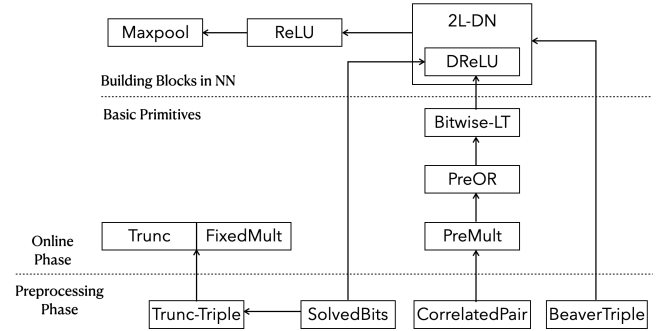 2L-DN
Maxpool
ReLU
DReLU
Building Blocks in NN
Basic Primitives
Bitwise-LT
PreOR
Trunc
FixedMult
PreMult
Online
Phase
Preprocessing
Phase
Trunc-Triple
SolvedBits
CorrelatedPair
BeaverTriple